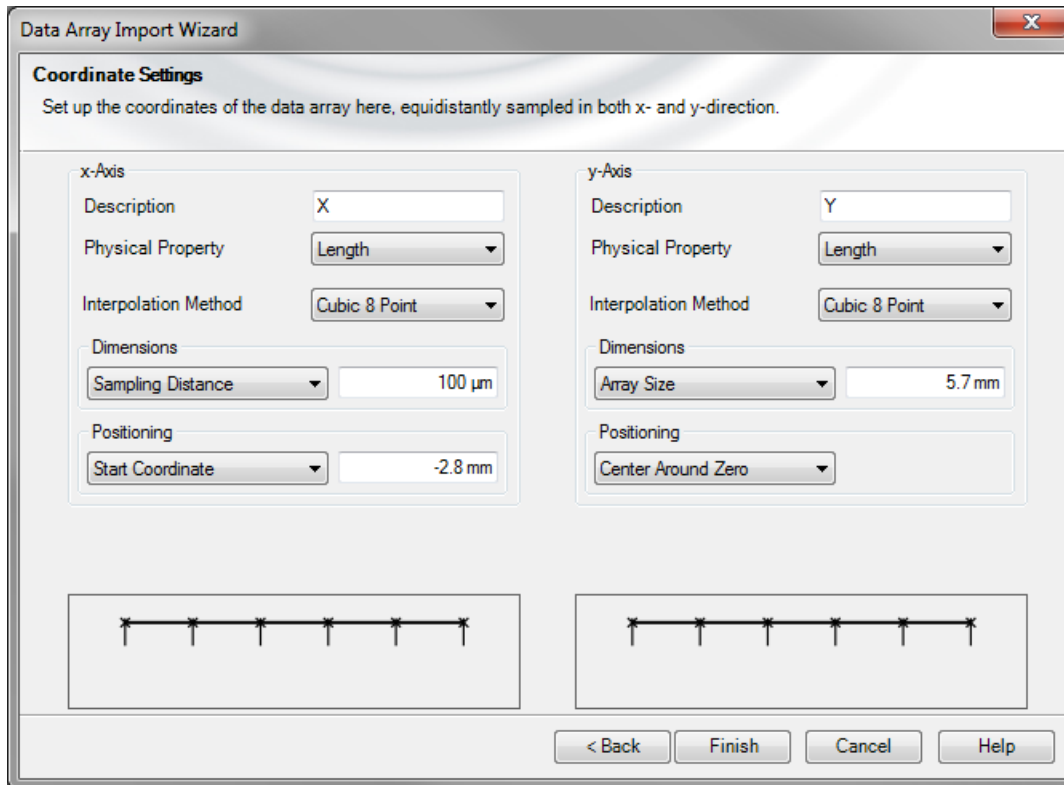 Data Array Import Wizard
Coordinate Settings
Set up the coordinates of the data array here, equidistantly sampled in both x- and y-direction.
x-Axis
Description X
Physical Property Length
Interpolation Method Cubic 8 Point
Dimensions
Sampling Distance 100 µm
Positioning
Start Coordinate -2.8 mm
y-Axis
Description Y
Physical Property Length
Interpolation Method Cubic 8 Point
Dimensions
Array Size 5.7 mm
Positioning
Center Around Zero
< Back Finish Cancel Help